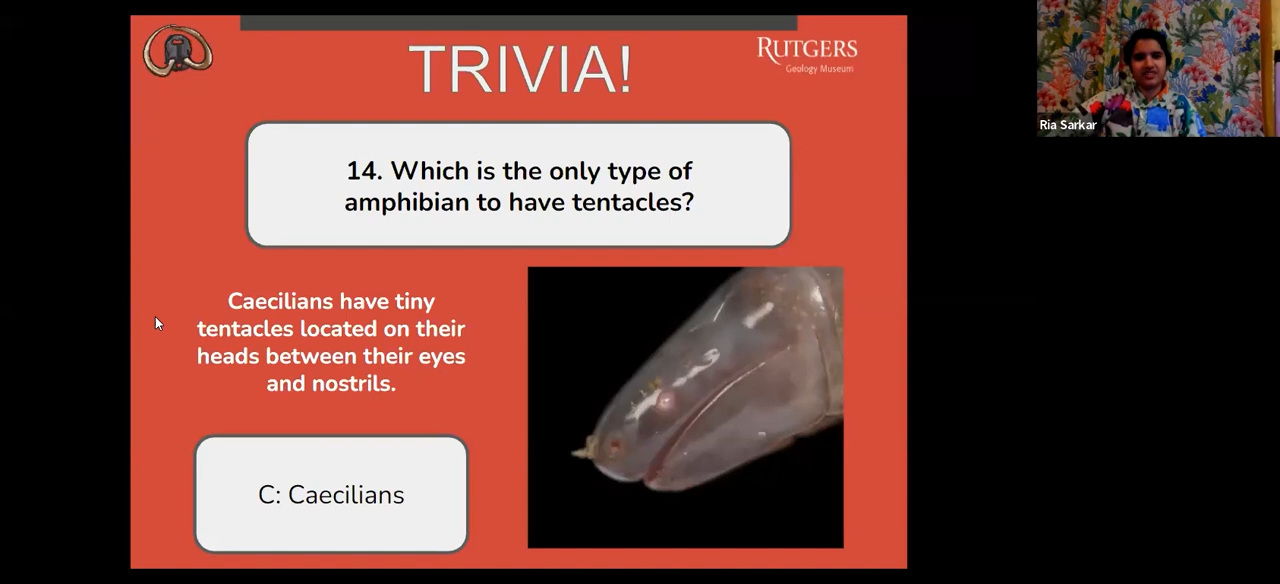 TRIVIA!
RUTGERS
Geology Museum
Ria Sarkar
14. Which is the only type of
amphibian to have tentacles?
Caecilians have tiny
tentacles located on their
heads between their eyes
and nostrils.
C: Caecilians